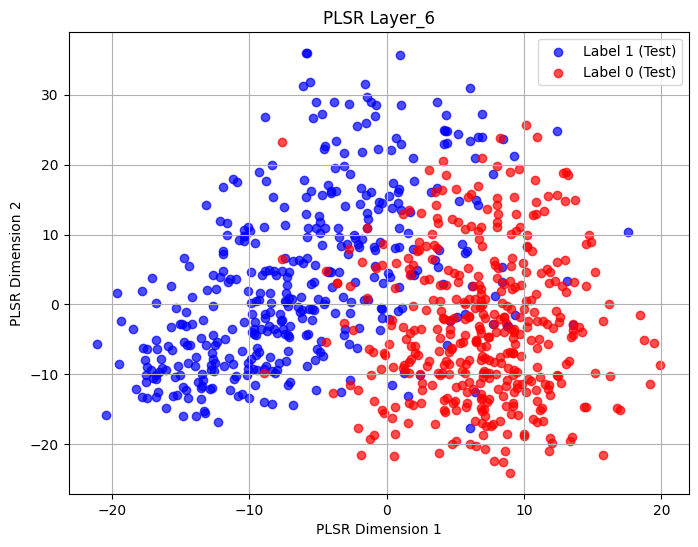 PLSR Layer_6
Label 1 (Test)
Label 0 (Test)
PLSR Dimension 2
30
20
10
0
−10
−20
−20
−10
0
10
20
PLSR Dimension 1